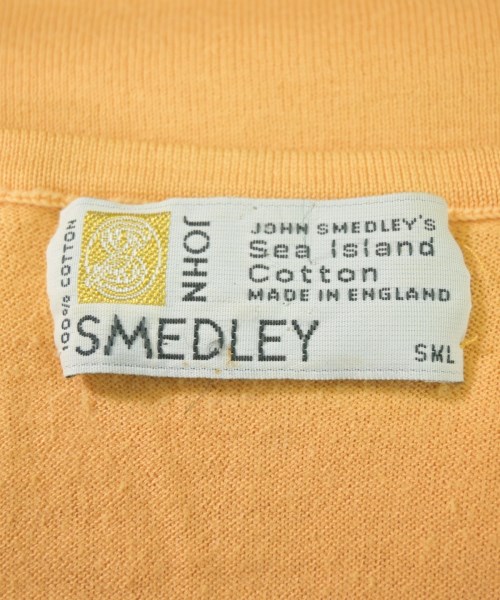 100% COTTON
JOHN
SMEDLEY
JOHN SMEDLEY'S
Sea Island
Cotton
MADE IN ENGLAND
SML